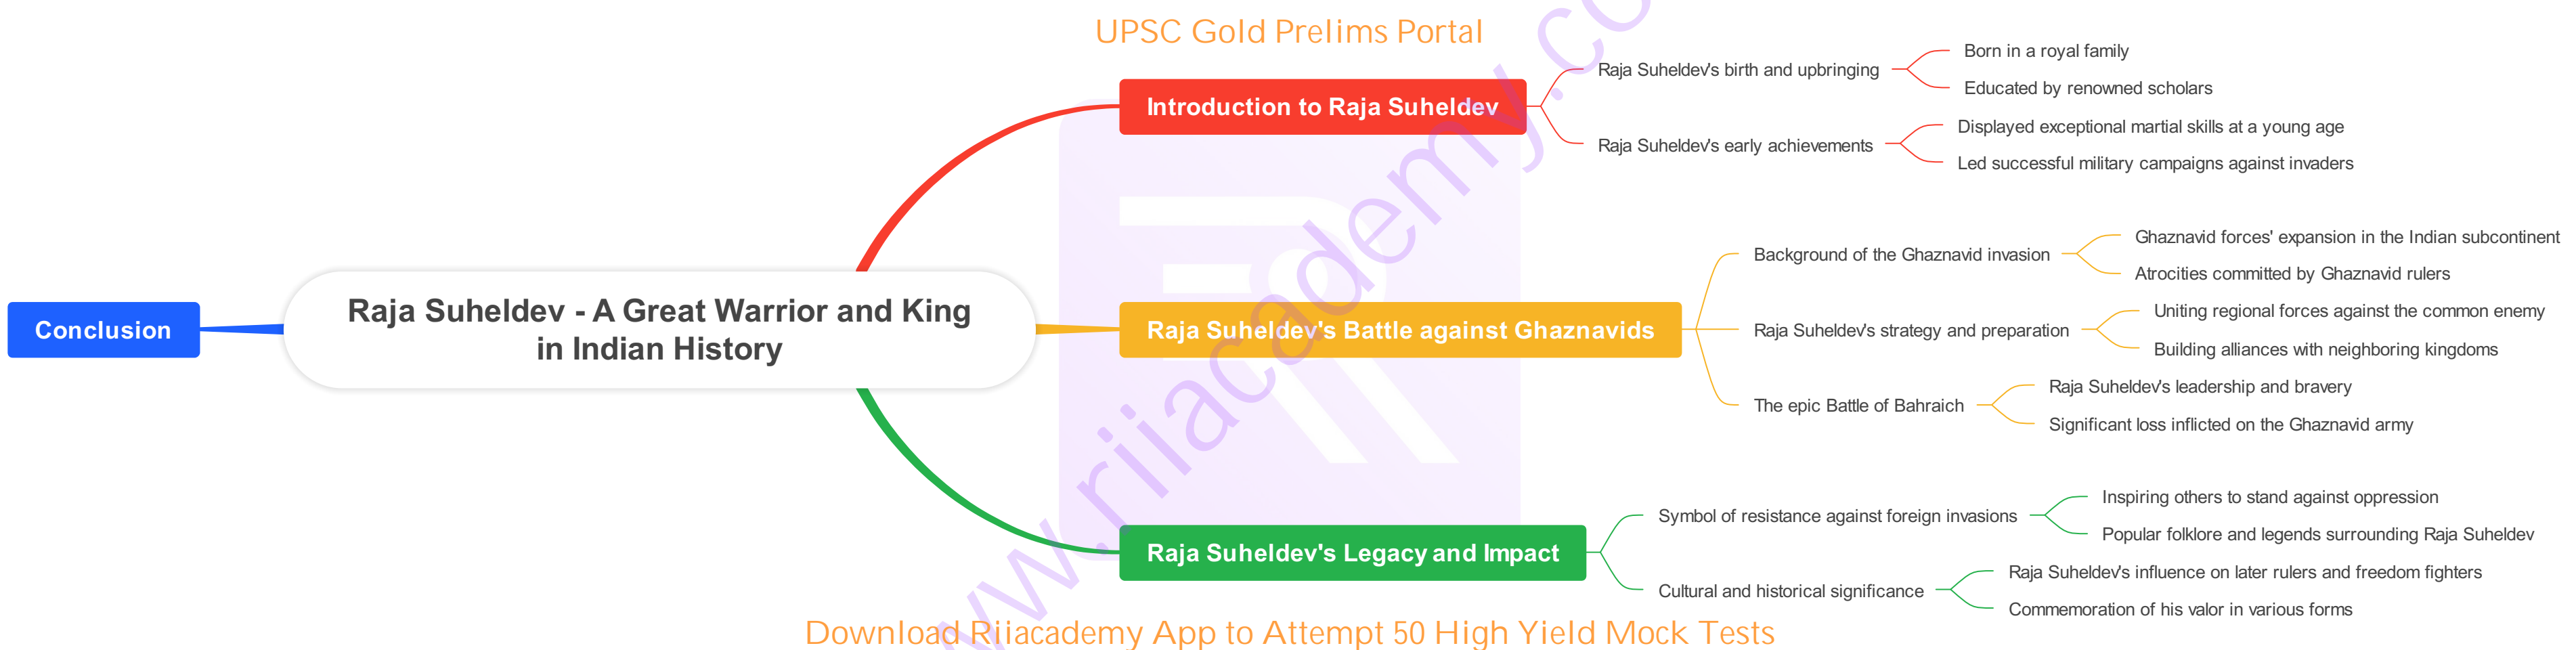 UPSC Gold Prelims Portal
Introduction to Raja Suheldev
Raja Suheldev's birth and upbringing
Born in a royal family
Educated by renowned scholars
Raja Suheldev's early achievements
Displayed exceptional martial skills at a young age
Led successful military campaigns against invaders
Conclusion
Raja Suheldev - A Great Warrior and King
in Indian History
Raja Suheldev's Battle against Ghaznavids
Background of the Ghaznavid invasion
Ghaznavid forces' expansion in the Indian subcontinent
Atrocities committed by Ghaznavid rulers
Raja Suheldev's strategy and preparation
Uniting regional forces against the common enemy
Building alliances with neighboring kingdoms
The epic Battle of Bahraich
Raja Suheldev's leadership and bravery
Significant loss inflicted on the Ghaznavid army
Raja Suheldev's Legacy and Impact
Symbol of resistance against foreign invasions
Inspiring others to stand against oppression
Popular folklore and legends surrounding Raja Suheldev
Cultural and historical significance
Raja Suheldev's influence on later rulers and freedom fighters
Commemoration of his valor in various forms
Download Riiacademy App to Attempt 50 High Yield Mock Tests
www.riiacademy.co